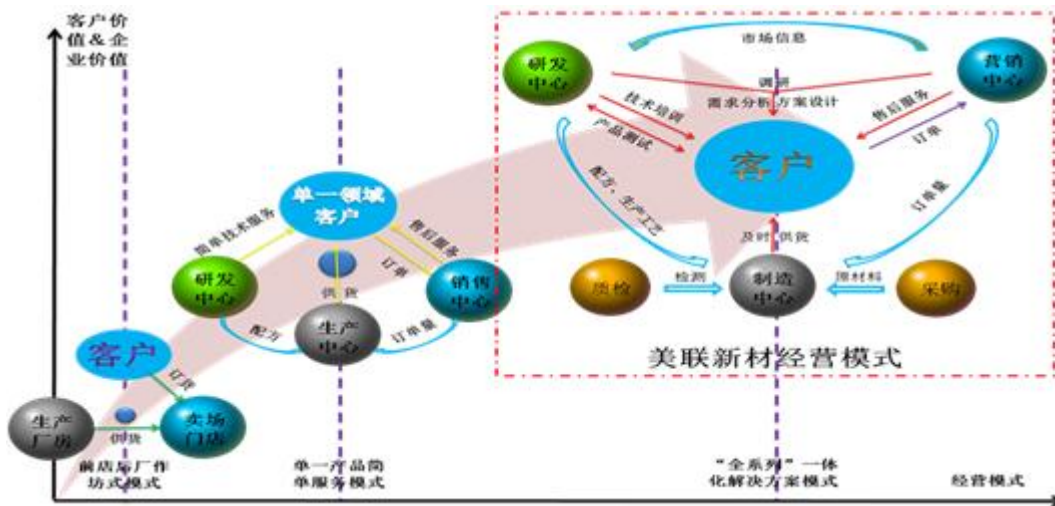 客户价
值&企
业价值
市场信息
研发
中心
营销
中心
调研
需求分析
方案设计
技术培训
产品测试
售后服务
订单
客户
配方、生产工艺
订单量
及时供货
质检
检测
制造
中心
原材料
采购
美联新材经营模式
单一领域
客户
简单技术服务
售后服务
订单
研发
中心
供货
销售
中心
配方
生产
中心
订单量
客户
订货
生产
厂房
供货
卖场
门店
前店后厂作
坊式模式
单一产品简
单服务模式
“全系列”一体
化解决方案模式
经营模式